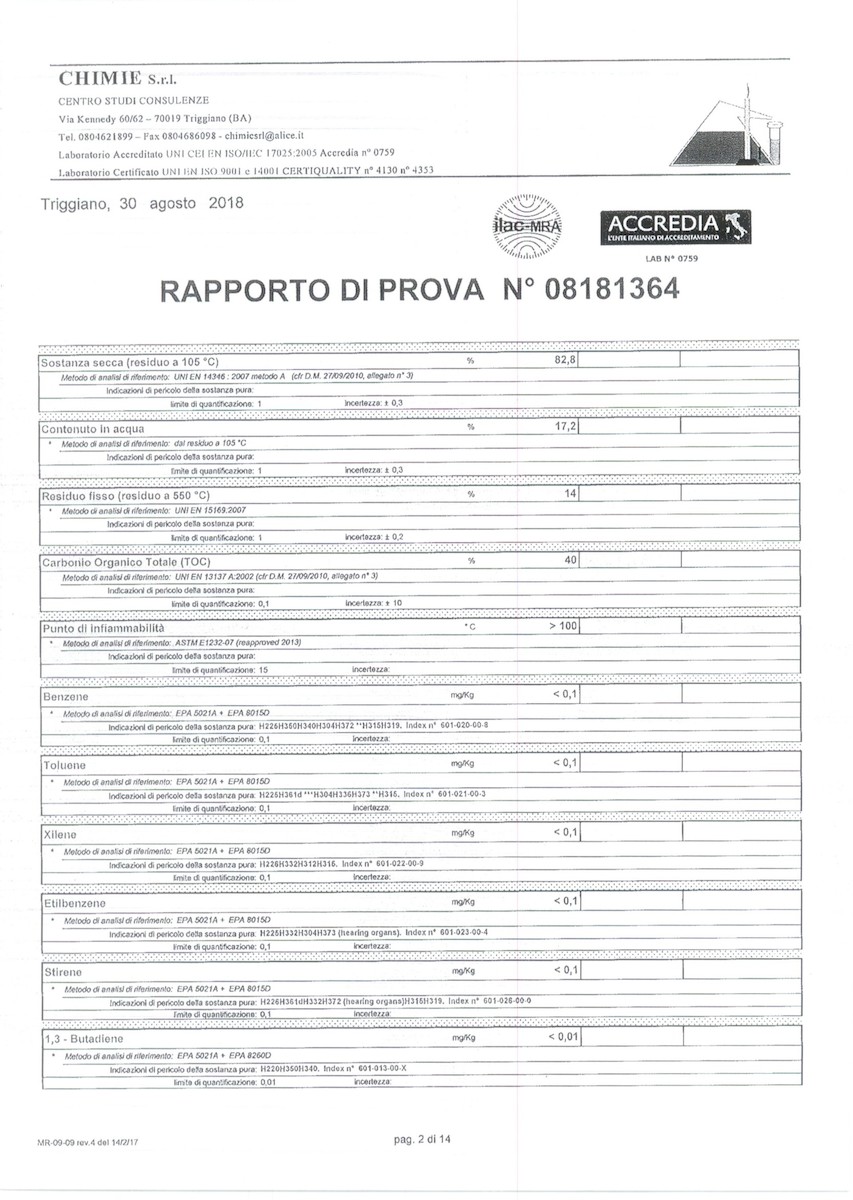 CHIMIE S.r.l.
CENTRO STUDI CONSULENZE
Via Kennedy 60/62 – 70019 Triggiano (BA)
Tel. 0804621899 – Fax 0804686098 - chimiesrl@alice.it
Laboratorio Accreditato UNI CEI EN ISO/IEC 17025:2005 Accredia n° 0759
Laboratorio Certificato UNI EN ISO 9001 e 14001 CERTIQUALITY n° 4130 n° 4353
Triggiano, 30 agosto 2018
ilac-MRA
ACCREDIA
L'ENTE ITALIANO DI ACCREDITAMENTO
LAB N° 0759
RAPPORTO DI PROVA N° 08181364
Sostanza secca (residuo a 105 °C) % 82,8
Metodo di analisi di riferimento: UNI EN 14346 : 2007 metodo A (cfr D.M. 27/09/2010, allegato n° 3)
Indicazioni di pericolo della sostanza pura:
limite di quantificazione: 1 incertezza: ± 0,3
Contenuto in acqua % 17,2
* Metodo di analisi di riferimento: dal residuo a 105 °C
Indicazioni di pericolo della sostanza pura:
limite di quantificazione: 1 incertezza: ± 0,3
Residuo fisso (residuo a 550 °C) % 14
* Metodo di analisi di riferimento: UNI EN 15169:2007
Indicazioni di pericolo della sostanza pura:
limite di quantificazione: 1 incertezza: ± 0,2
Carbonio Organico Totale (TOC) % 40
Metodo di analisi di riferimento: UNI EN 13137 A:2002 (cfr D.M. 27/09/2010, allegato n° 3)
Indicazioni di pericolo della sostanza pura:
limite di quantificazione: 0,1 incertezza: ± 10
Punto di infiammabilità °C > 100
* Metodo di analisi di riferimento: ASTM E1232-07 (reapproved 2013)
Indicazioni di pericolo della sostanza pura:
limite di quantificazione: 15 incertezza:
Benzene mg/Kg < 0,1
* Metodo di analisi di riferimento: EPA 5021A + EPA 8015D
Indicazioni di pericolo della sostanza pura: H225H350H340H304H372 **H315H319. Index n° 601-020-00-8
limite di quantificazione: 0,1 incertezza:
Toluene mg/Kg < 0,1
* Metodo di analisi di riferimento: EPA 5021A + EPA 8015D
Indicazioni di pericolo della sostanza pura: H225H361d ***H304H336H373 **H315. Index n° 601-021-00-3
limite di quantificazione: 0,1 incertezza:
Xilene mg/Kg < 0,1
* Metodo di analisi di riferimento: EPA 5021A + EPA 8015D
Indicazioni di pericolo della sostanza pura: H226H332H312H315. Index n° 601-022-00-9
limite di quantificazione: 0,1 incertezza:
Etilbenzene mg/Kg < 0,1
* Metodo di analisi di riferimento: EPA 5021A + EPA 8015D
Indicazioni di pericolo della sostanza pura: H225H332H304H373 (hearing organs). Index n° 601-023-00-4
limite di quantificazione: 0,1 incertezza:
Stirene mg/Kg < 0,1
* Metodo di analisi di riferimento: EPA 5021A + EPA 8015D
Indicazioni di pericolo della sostanza pura: H226H361dH332H372 (hearing organs)H315H319. Index n° 601-026-00-0
limite di quantificazione: 0,1 incertezza:
1,3 - Butadiene mg/Kg < 0,01
* Metodo di analisi di riferimento: EPA 5021A + EPA 8260D
Indicazioni di pericolo della sostanza pura: H220H350H340. Index n° 601-013-00-X
limite di quantificazione: 0,01 incertezza:
MR-09-09 rev.4 del 14/2/17
pag. 2 di 14